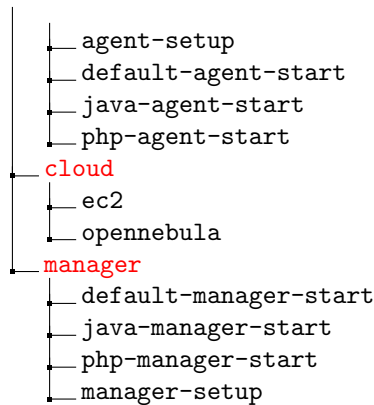 agent-setup
default-agent-start
java-agent-start
php-agent-start
cloud
ec2
opennebula
manager
default-manager-start
java-manager-start
php-manager-start
manager-setup